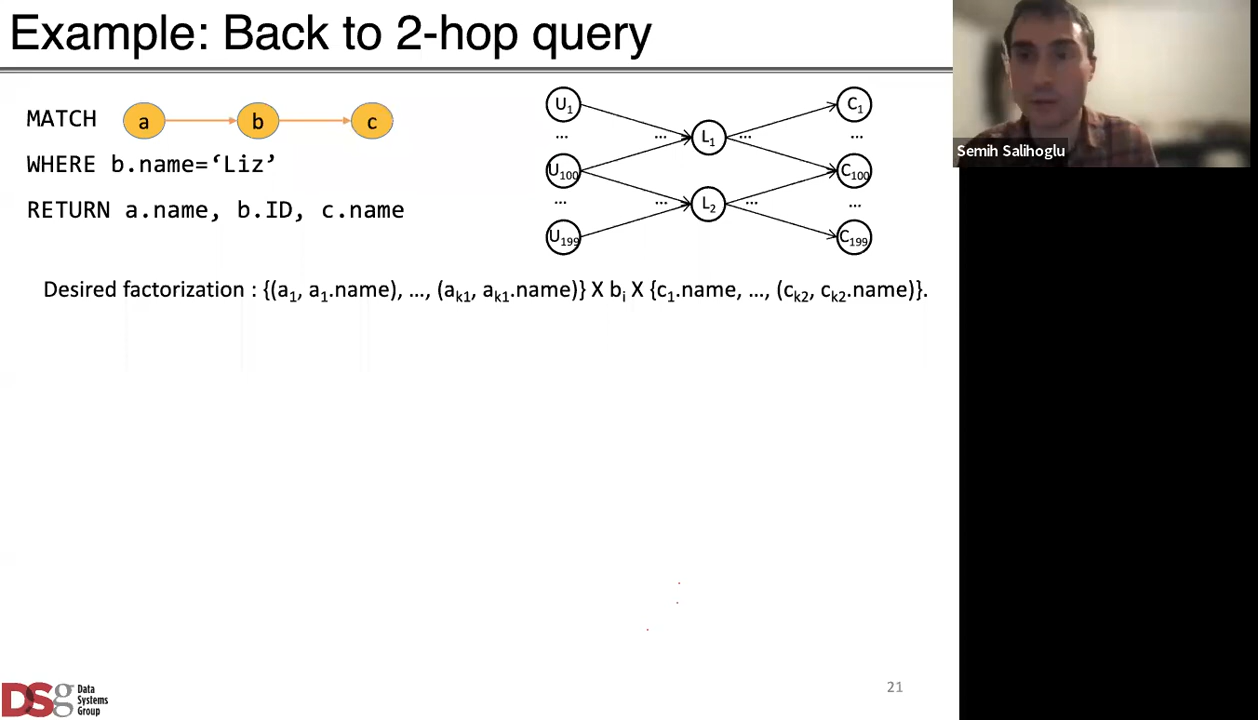 Example: Back to 2-hop query
MATCH a b c
WHERE b.name=‘Liz’
RETURN a.name, b.ID, c.name
U1 C1
... ... L1 ... ...
U100 C100
... ... L2 ... ...
U199 C199
Desired factorization : {(a1, a1.name), …, (ak1, ak1.name)} X bi X {c1.name, …, (ck2, ck2.name)}.
Semih Salihoglu
DSg Data
Systems
Group
21